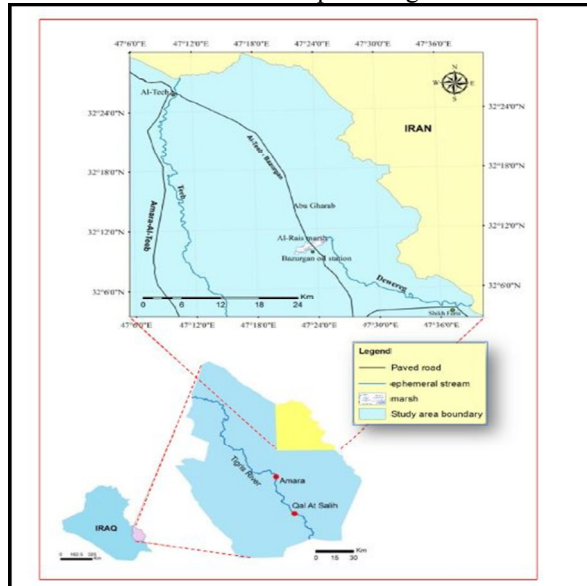 47°6'0"E 47°12'0"E 47°18'0"E 47°24'0"E 47°30'0"E 47°36'0"E
N
W E
S
Al-Teeb
32°24'0"N
32°24'0"N
IRAN
Al-Teeb - Bazurgan
32°18'0"N
32°18'0"N
Teeb
Amara-Al-Teeb
Abu Gharab
32°12'0"N
32°12'0"N
Al-Rais marsh
Bazurgan oil station
Dewereg
32°6'0"N
32°6'0"N
Km
0 6 12 18 24
47°6'0"E 47°12'0"E 47°18'0"E 47°24'0"E 47°30'0"E 47°36'0"E
Legend
Paved road
ephemeral stream
marsh
Study area boundary
Tigris River
Amara
Qal At Salih
IRAQ
Km
Km
0 15 30